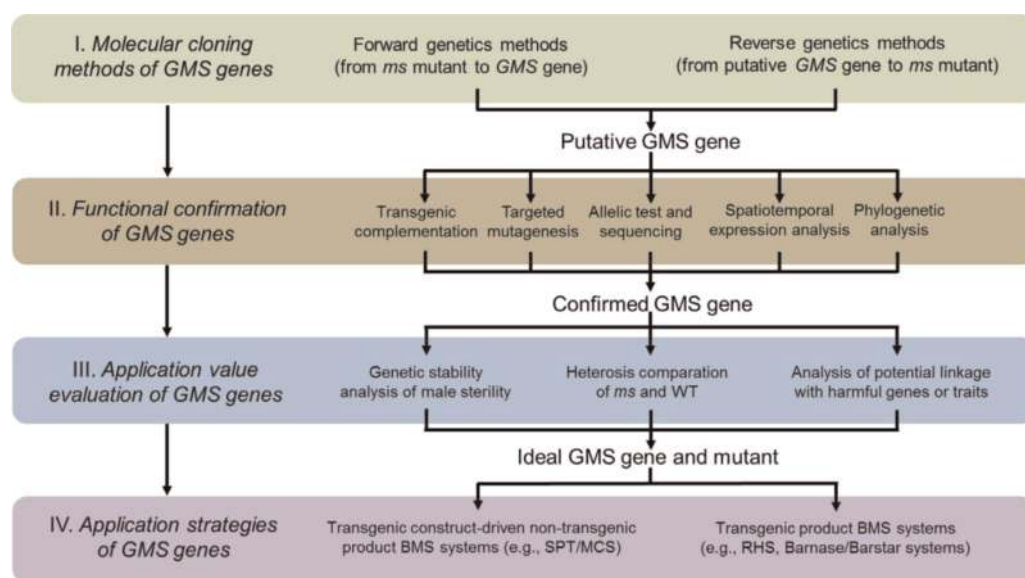 I. Molecular cloning
methods of GMS genes
Forward genetics methods
(from ms mutant to GMS gene)
Reverse genetics methods
(from putative GMS gene to ms mutant)
Putative GMS gene
II. Functional confirmation
of GMS genes
Transgenic
complementation
Targeted
mutagenesis
Allelic test and
sequencing
Spatiotemporal
expression analysis
Phylogenetic
analysis
Confirmed GMS gene
III. Application value
evaluation of GMS genes
Genetic stability
analysis of male sterility
Heterosis comparation
of ms and WT
Analysis of potential linkage
with harmful genes or traits
Ideal GMS gene and mutant
IV. Application strategies
of GMS genes
Transgenic construct-driven non-transgenic
product BMS systems (e.g., SPT/MCS)
Transgenic product BMS systems
(e.g., RHS, Barnase/Barstar systems)